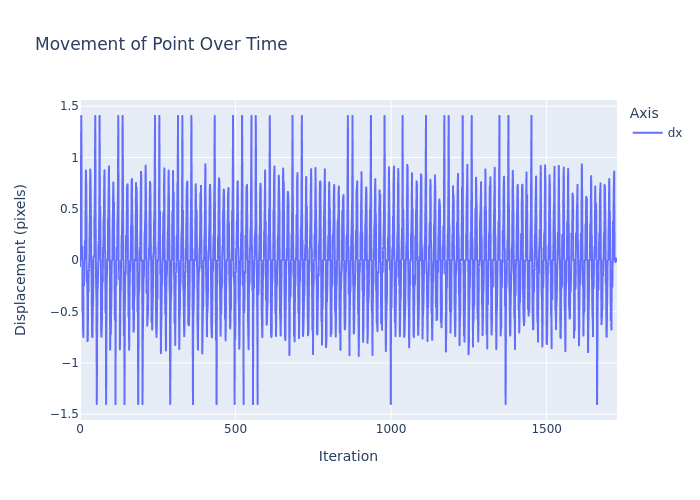 Movement of Point Over Time
Axis
dx
1.5
1
0.5
0
−0.5
−1
−1.5
Displacement (pixels)
0
500
1000
1500
Iteration